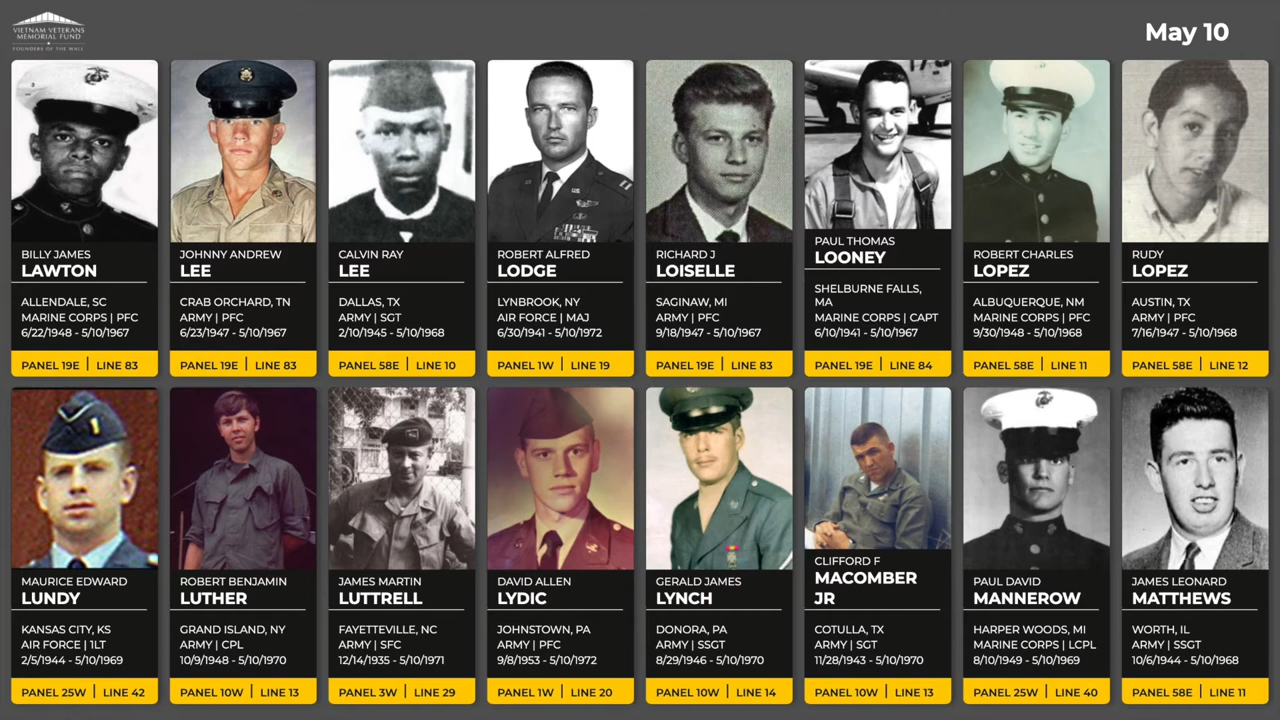 VIETNAM VETERANS
MEMORIAL FUND
FOUNDERS OF THE WALL
May 10
BILLY JAMES
LAWTON
ALLENDALE, SC
MARINE CORPS | PFC
6/22/1948 - 5/10/1967
PANEL 19E | LINE 83
JOHNNY ANDREW
LEE
CRAB ORCHARD, TN
ARMY | PFC
6/23/1947 - 5/10/1967
PANEL 19E | LINE 83
CALVIN RAY
LEE
DALLAS, TX
ARMY | SGT
2/10/1945 - 5/10/1968
PANEL 58E | LINE 10
ROBERT ALFRED
LODGE
LYNBROOK, NY
AIR FORCE | MAJ
6/30/1941 - 5/10/1972
PANEL 1W | LINE 19
RICHARD J
LOISELLE
SAGINAW, MI
ARMY | PFC
9/18/1947 - 5/10/1967
PANEL 19E | LINE 83
PAUL THOMAS
LOONEY
SHELBURNE FALLS,
MA
MARINE CORPS | CAPT
6/10/1941 - 5/10/1967
PANEL 19E | LINE 84
ROBERT CHARLES
LOPEZ
ALBUQUERQUE, NM
MARINE CORPS | PFC
9/30/1948 - 5/10/1968
PANEL 58E | LINE 11
RUDY
LOPEZ
AUSTIN, TX
ARMY | PFC
7/16/1947 - 5/10/1968
PANEL 58E | LINE 12
MAURICE EDWARD
LUNDY
KANSAS CITY, KS
AIR FORCE | 1LT
2/5/1944 - 5/10/1969
PANEL 25W | LINE 42
ROBERT BENJAMIN
LUTHER
GRAND ISLAND, NY
ARMY | CPL
10/9/1948 - 5/10/1970
PANEL 10W | LINE 13
JAMES MARTIN
LUTTRELL
FAYETTEVILLE, NC
ARMY | SFC
12/14/1935 - 5/10/1971
PANEL 3W | LINE 29
DAVID ALLEN
LYDIC
JOHNSTOWN, PA
ARMY | PFC
9/8/1953 - 5/10/1972
PANEL 1W | LINE 20
GERALD JAMES
LYNCH
DONORA, PA
ARMY | SSGT
8/29/1946 - 5/10/1970
PANEL 10W | LINE 14
CLIFFORD F
MACOMBER
JR
COTULLA, TX
ARMY | SGT
11/28/1943 - 5/10/1970
PANEL 10W | LINE 13
PAUL DAVID
MANNEROW
HARPER WOODS, MI
MARINE CORPS | LCPL
8/10/1949 - 5/10/1969
PANEL 25W | LINE 40
JAMES LEONARD
MATTHEWS
WORTH, IL
ARMY | SSGT
10/6/1944 - 5/10/1968
PANEL 58E | LINE 11